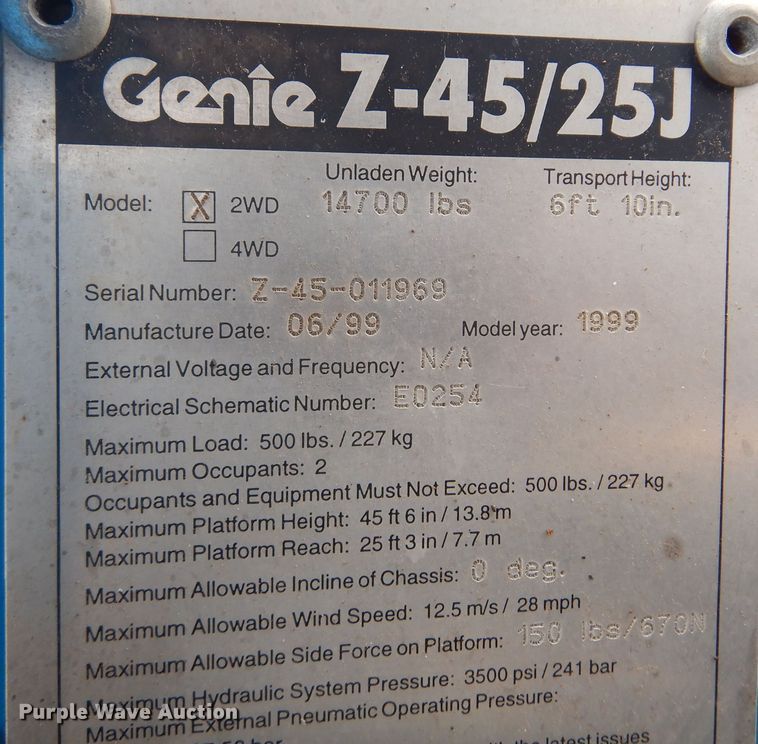 Genie Z-45/25J
Unladen Weight: Transport Height:
Model: X 2WD 14700 lbs 6ft 10in.
4WD
Serial Number: Z-45-011969
Manufacture Date: 06/99 Model year: 1999
External Voltage and Frequency: N/A
Electrical Schematic Number: E0254
Maximum Load: 500 lbs. / 227 kg
Maximum Occupants: 2
Occupants and Equipment Must Not Exceed: 500 lbs. / 227 kg
Maximum Platform Height: 45 ft 6 in / 13.8 m
Maximum Platform Reach: 25 ft 3 in / 7.7 m
Maximum Allowable Incline of Chassis: 0 deg.
Maximum Allowable Wind Speed: 12.5 m/s / 28 mph
Maximum Allowable Side Force on Platform: 150 lbs/670N
Maximum Hydraulic System Pressure: 3500 psi / 241 bar
Maximum External Pneumatic Operating Pressure:
bar the latest issues
Purple Wave Auction